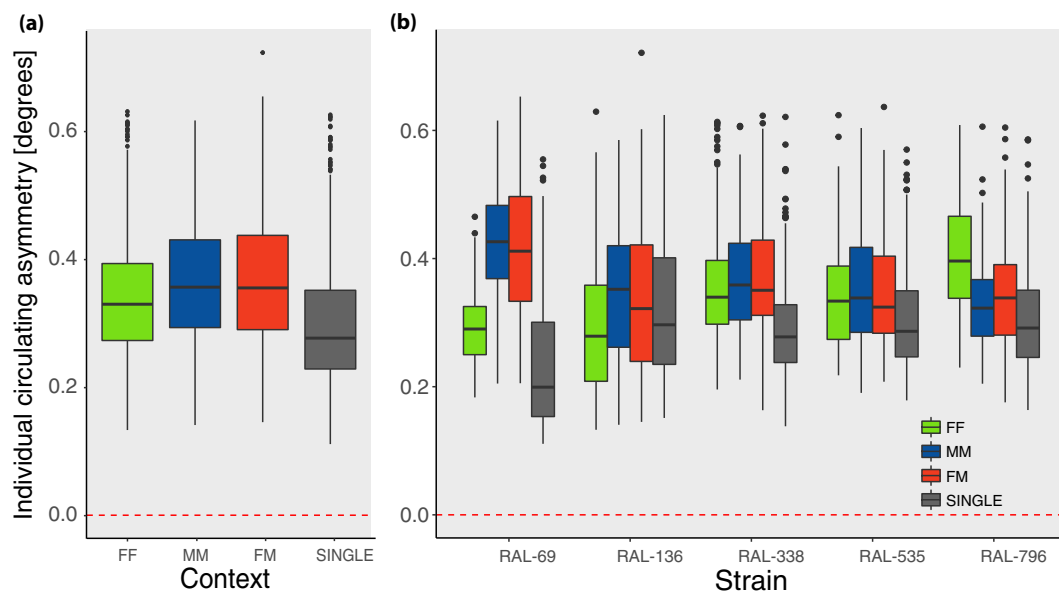 (a)
(b)
Individual circulating asymmetry [degrees]
0.6
0.4
0.2
0.0
FF
MM
FM
SINGLE
Context
0.6
0.4
0.2
0.0
FF
MM
FM
SINGLE
RAL-69
RAL-136
RAL-338
RAL-535
RAL-796
Strain